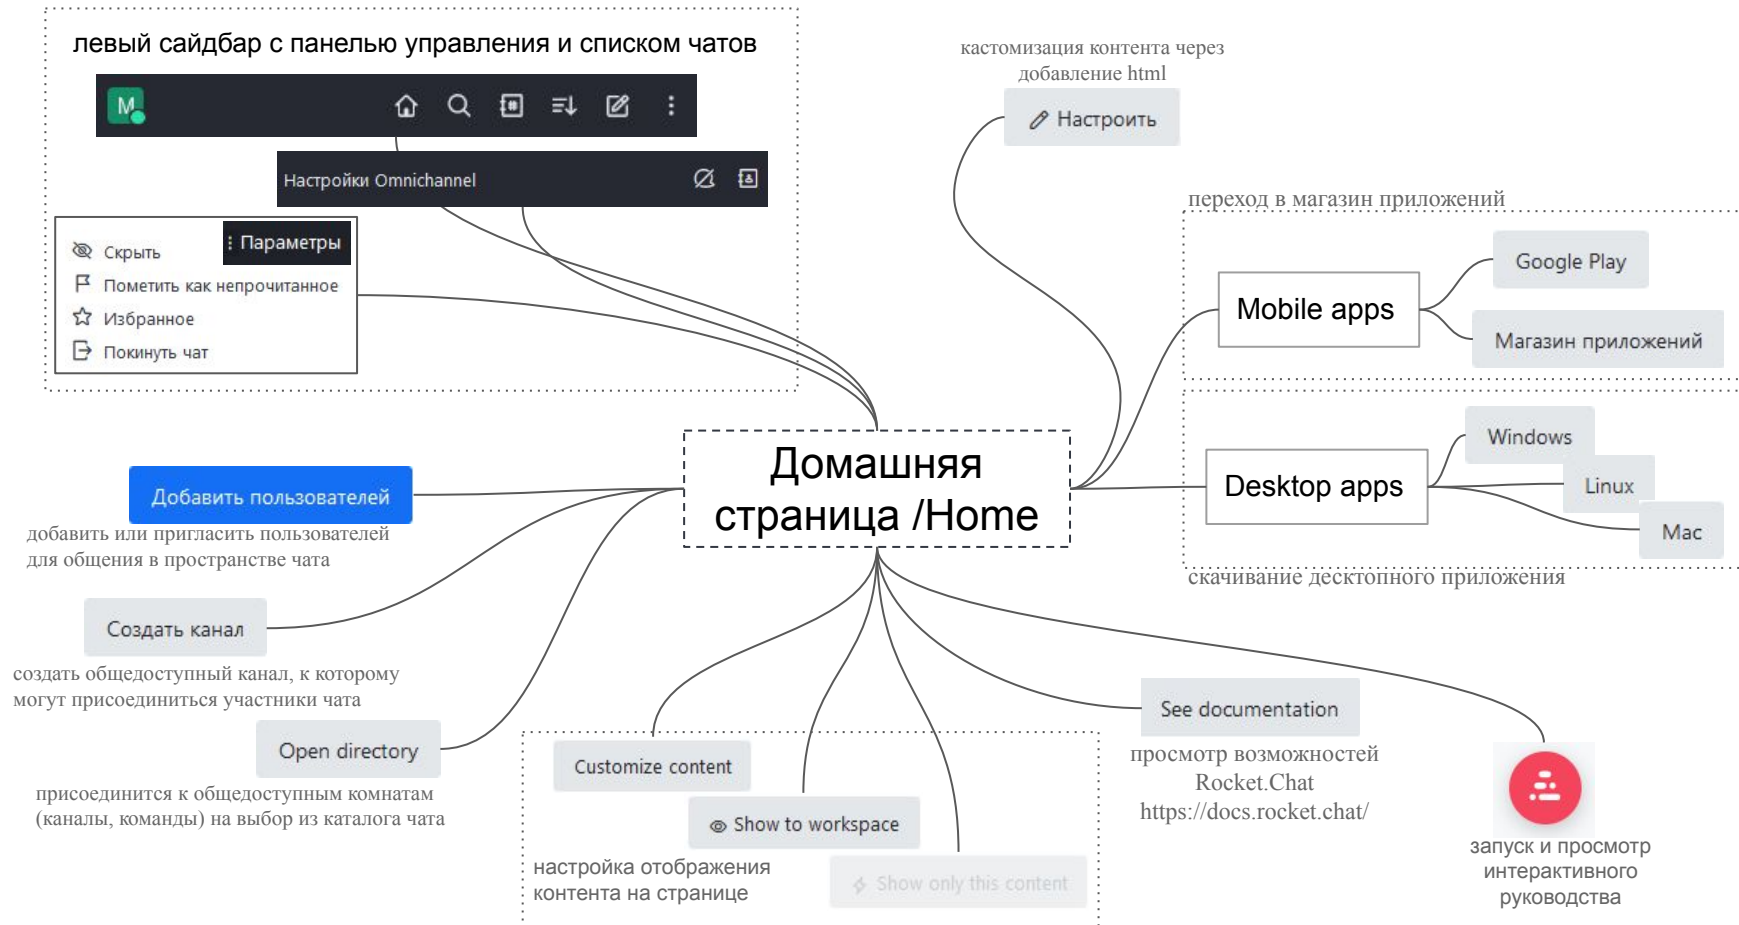 левый сайдбар с панелью управления и списком чатов
M
Настройки Omnichannel
Параметры
Скрыть
Пометить как непрочитанное
Избранное
Покинуть чат
кастомизация контента через
добавление html
Настроить
переход в магазин приложений
Mobile apps
Google Play
Магазин приложений
Desktop apps
Windows
Linux
Mac
скачивание десктопного приложения
Домашняя
страница /Home
Добавить пользователей
добавить или пригласить пользователей
для общения в пространстве чата
Создать канал
создать общедоступный канал, к которому
могут присоединиться участники чата
Open directory
присоединится к общедоступным комнатам
(каналы, команды) на выбор из каталога чата
Customize content
Show to workspace
Show only this content
настройка отображения
контента на странице
See documentation
просмотр возможностей
Rocket.Chat
https://docs.rocket.chat/
запуск и просмотр
интерактивного
руководства